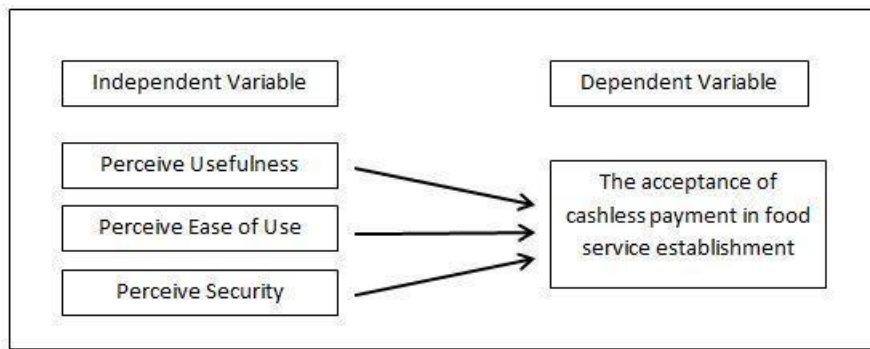 Independent Variable
Dependent Variable
Perceive Usefulness
Perceive Ease of Use
Perceive Security
The acceptance of
cashless payment in food
service establishment